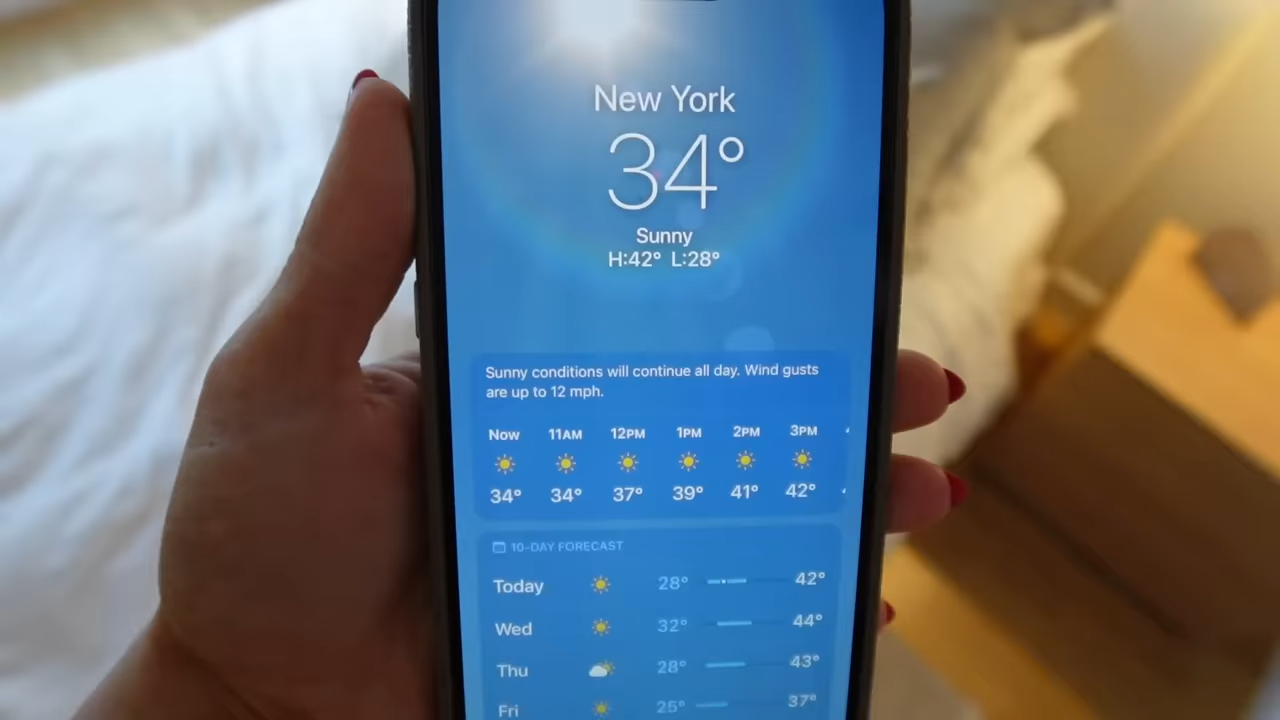 New York
34°
Sunny
H:42° L:28°
Sunny conditions will continue all day. Wind gusts
are up to 12 mph.
Now 11AM 12PM 1PM 2PM 3PM
34° 34° 37° 39° 41° 42°
10-DAY FORECAST
Today 28° 42°
Wed 32° 44°
Thu 28° 43°
Fri 25° 37°